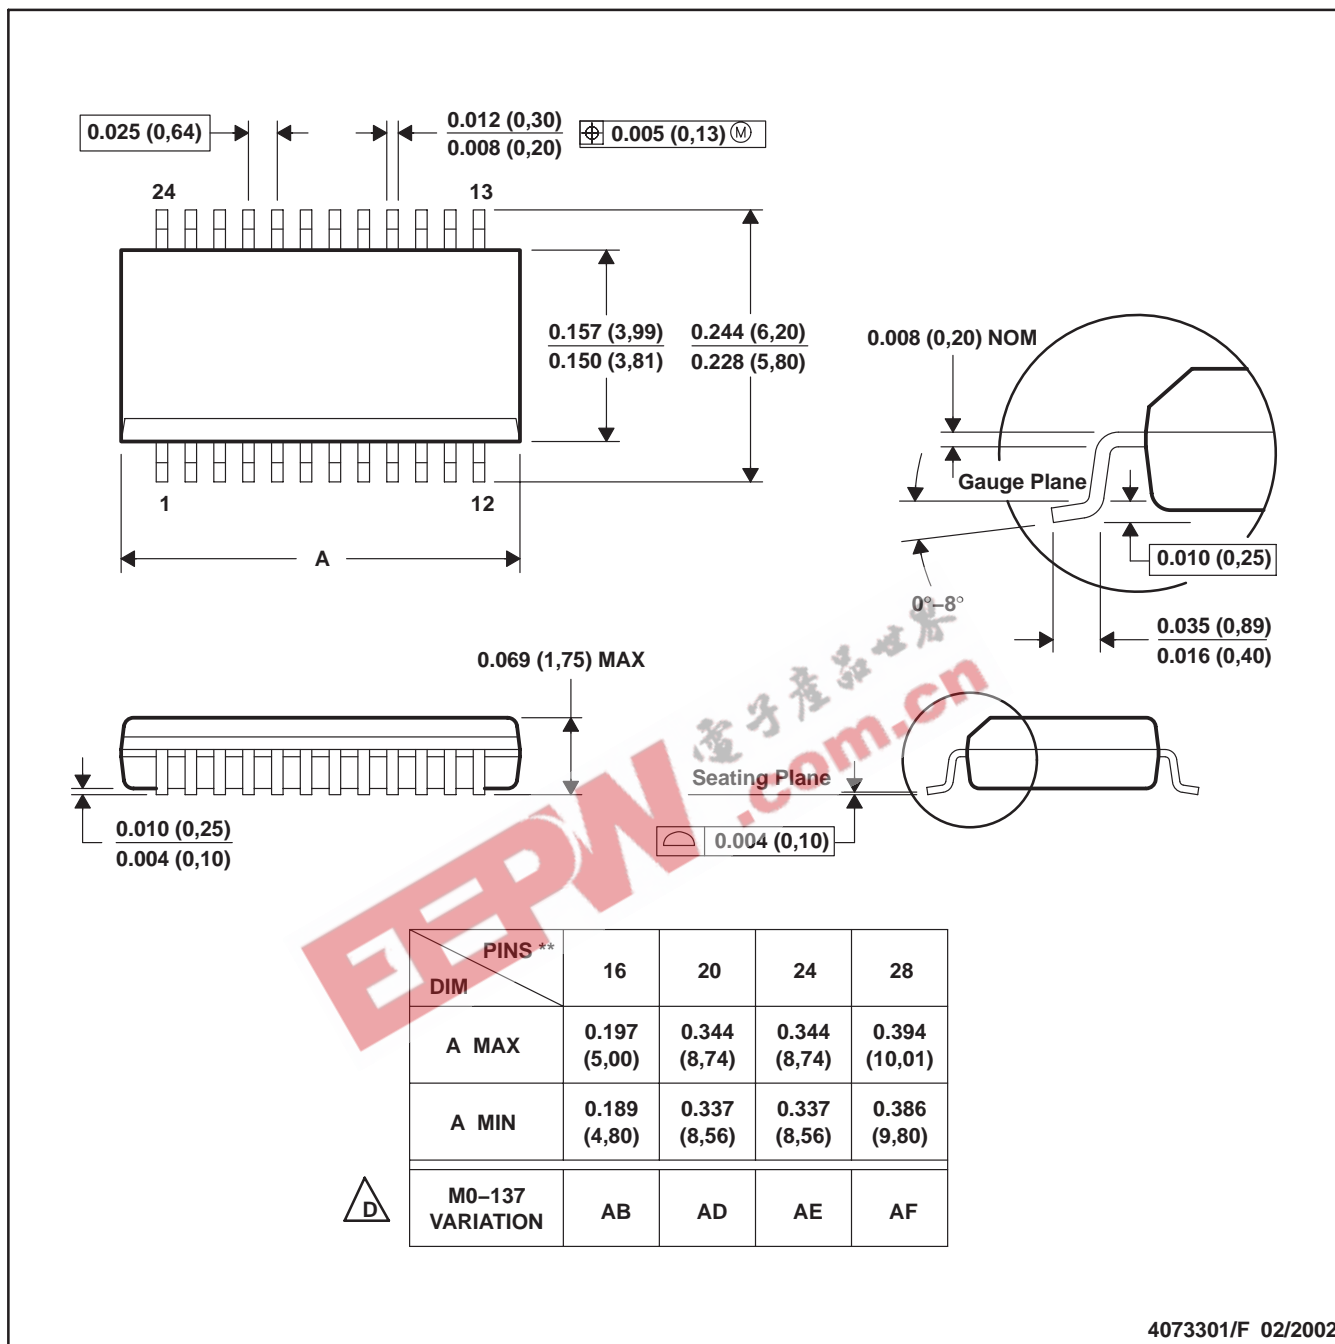 0.025 (0,64)
0.012 (0,30)
0.008 (0,20)
0.005 (0,13) Ⓜ
24
13
0.157 (3,99)
0.150 (3,81)
0.244 (6,20)
0.228 (5,80)
1
12
A
0.008 (0,20) NOM
Gauge Plane
0.010 (0,25)
0°–8°
0.035 (0,89)
0.016 (0,40)
0.069 (1,75) MAX
0.010 (0,25)
0.004 (0,10)
Seating Plane
0.004 (0,10)
EEPW .com.cn
電子產品世界
PINS **
DIM
16 20 24 28
A MAX
0.197 0.344 0.344 0.394
(5,00) (8,74) (8,74) (10,01)
A MIN
0.189 0.337 0.337 0.386
(4,80) (8,56) (8,56) (9,80)
D
M0–137
VARIATION
AB AD AE AF
4073301/F 02/2002